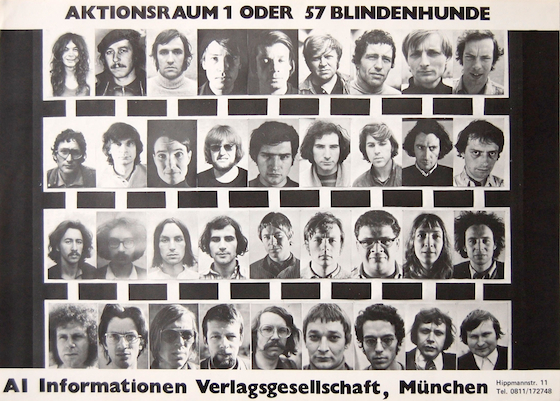 AKTIONSRAUM 1 ODER 57 BLINDENHUNDE
AI Informationen Verlagsgesellschaft, München
Hippmannstr. 11
Tel. 0811/172748